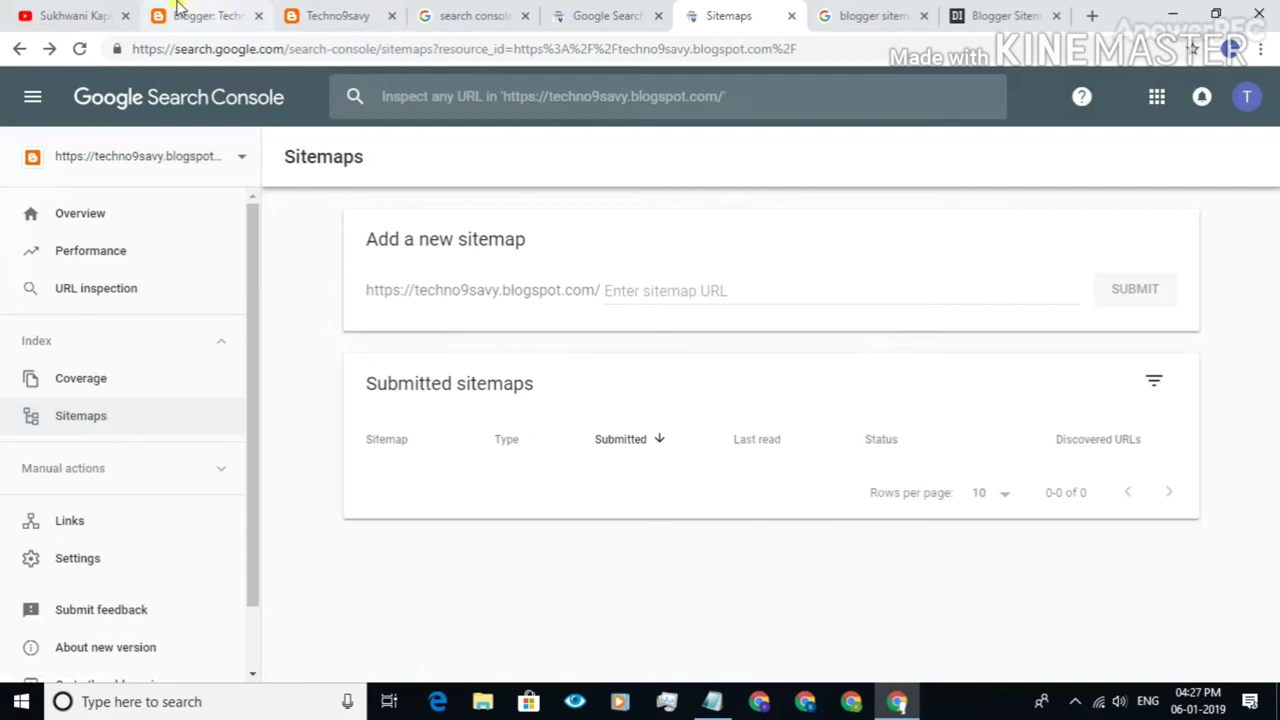 Sukhwani Kap
Blogger: Techn
Techno9savy
search console
Google Search
Sitemaps
blogger sitem
Blogger Sitem
ApowerREC
https://search.google.com/search-console/sitemaps?resource_id=https%3A%2F%2Ftechno9savy.blogspot.com%2F
Made with KINEMASTER
Google Search Console
Inspect any URL in 'https://techno9savy.blogspot.com/'
T
https://techno9savy.blogspot...
Sitemaps
Overview
Performance
URL inspection
Index
Coverage
Sitemaps
Manual actions
Links
Settings
Submit feedback
About new version
Add a new sitemap
https://techno9savy.blogspot.com/ Enter sitemap URL
SUBMIT
Submitted sitemaps
Sitemap Type Submitted Last read Status Discovered URLs
Rows per page: 10 0-0 of 0
Type here to search
ENG
04:27 PM
06-01-2019